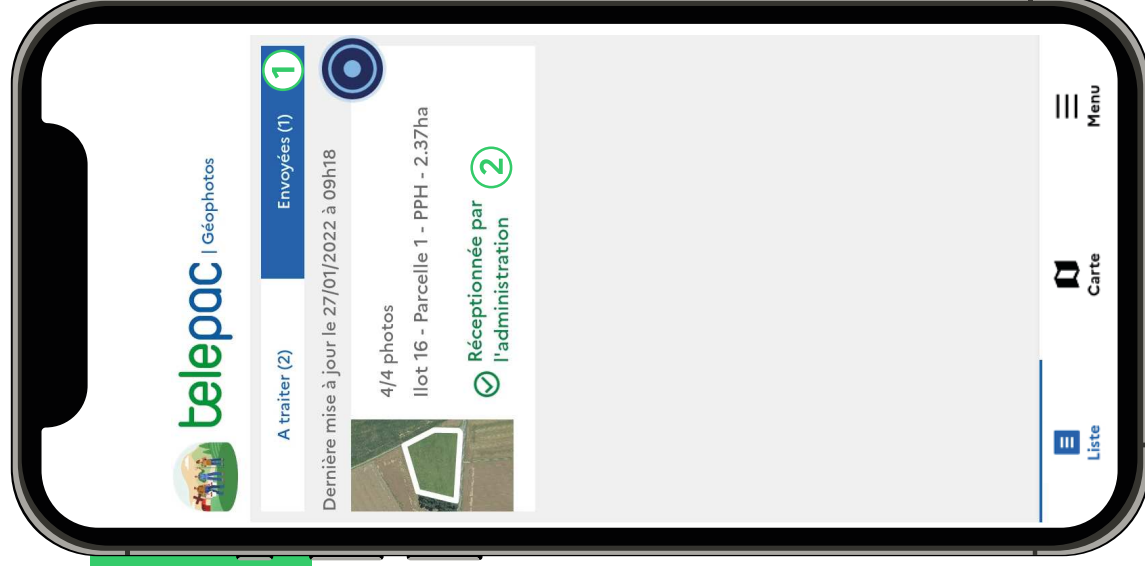 telepac | Géophotos
A traiter (2)
Envoyées (1)
1
Dernière mise à jour le 27/01/2022 à 09h18
4/4 photos
Ilot 16 - Parcelle 1 - PPH - 2.37ha
Réceptionnée par
l'administration
2
Liste
Carte
Menu